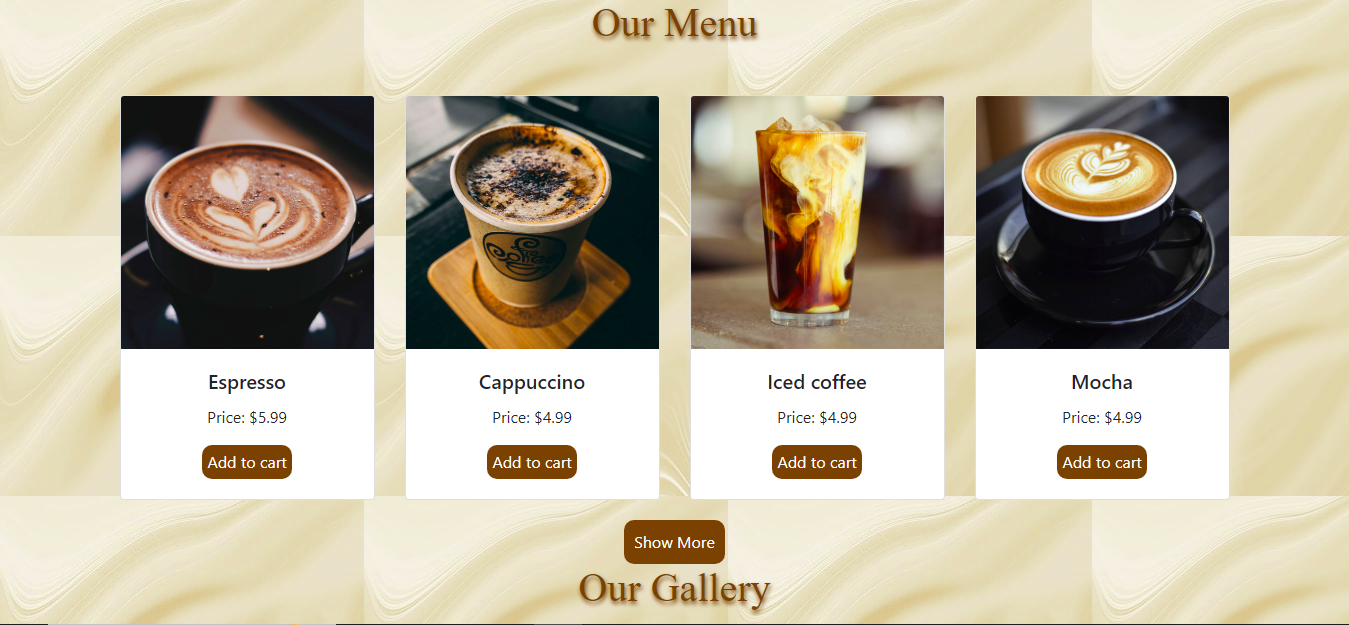 Our Menu
Espresso
Price: $5.99
Add to cart
Cappuccino
Price: $4.99
Add to cart
Iced coffee
Price: $4.99
Add to cart
Mocha
Price: $4.99
Add to cart
Show More
Our Gallery